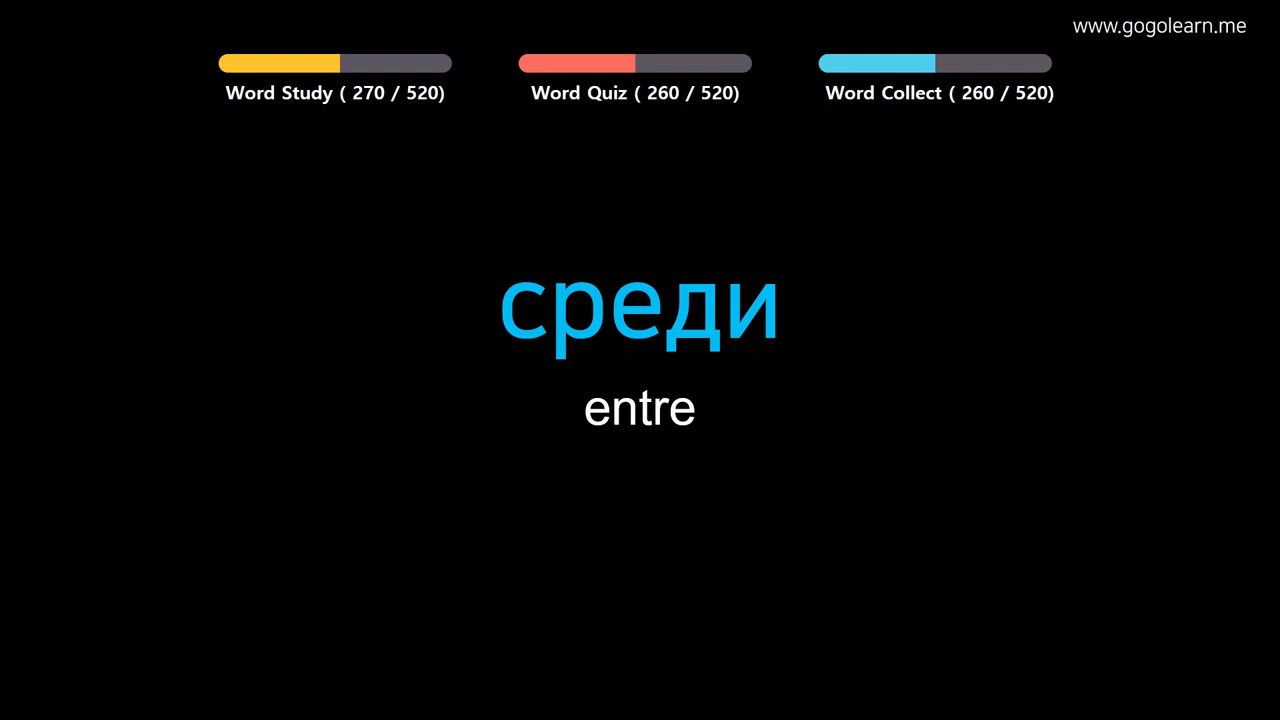 www.gogolearn.me
Word Study ( 270 / 520)
Word Quiz ( 260 / 520)
Word Collect ( 260 / 520)
среди
entre